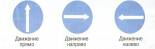 Движение прямо
Движение направо
Движение налево